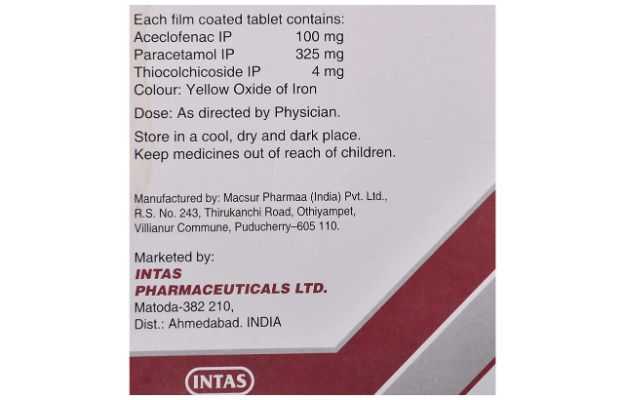 Each film coated tablet contains:
Aceclofenac IP 100 mg
Paracetamol IP 325 mg
Thiocolchicoside IP 4 mg
Colour: Yellow Oxide of Iron
Dose: As directed by Physician.
Store in a cool, dry and dark place.
Keep medicines out of reach of children.
Manufactured by: Macsur Pharmaa (India) Pvt. Ltd.,
R.S. No. 243, Thirukanchi Road, Othiyampet,
Villianur Commune, Puducherry–605 110.
Marketed by:
INTAS
PHARMACEUTICALS LTD.
Matoda-382 210,
Dist.: Ahmedabad. INDIA
INTAS